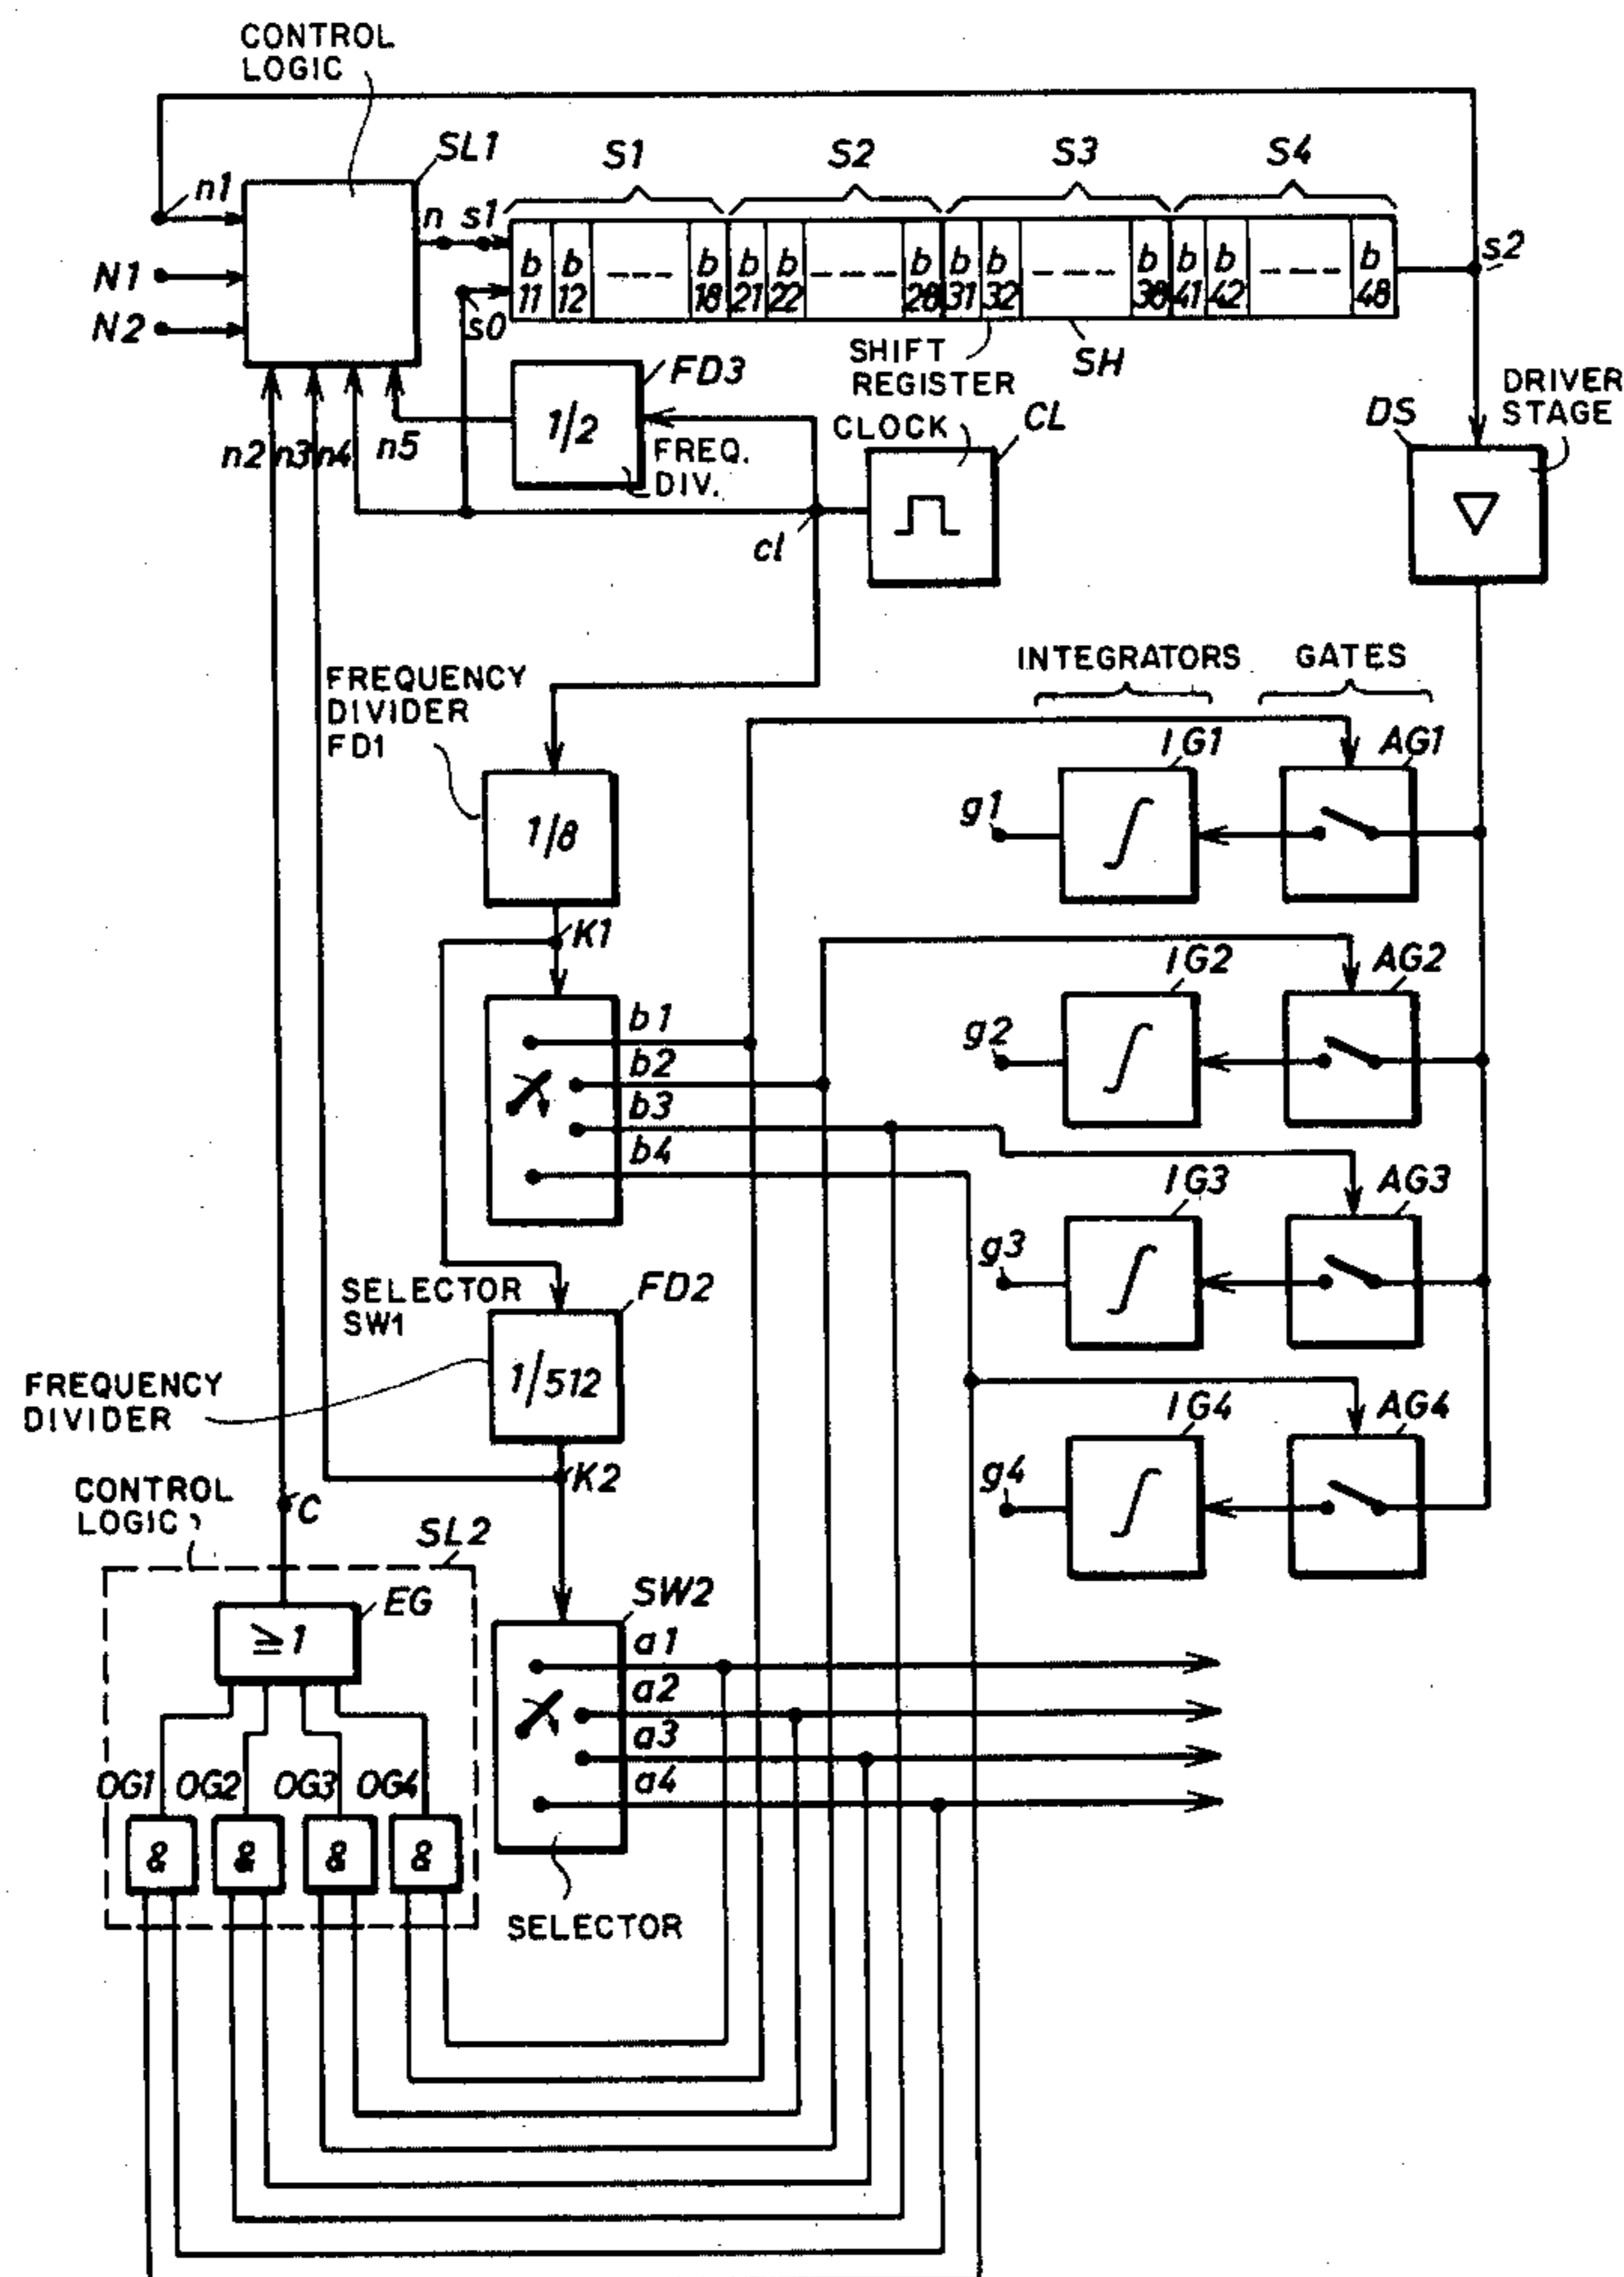 CONTROL
LOGIC
SL1
S1
S2
S3
S4
n1
n
s1
N1
N2
b
11
b
12
b
18
b
21
b
22
b
28
b
31
b
32
b
38
b
41
b
42
b
48
s2
s0
SHIFT
REGISTER
SH
FD3
1/2
FREQ.
DIV.
CLOCK
CL
DRIVER
STAGE
DS
n2
n3
n4
n5
cl
FREQUENCY
DIVIDER
FD1
1/8
K1
INTEGRATORS
GATES
IG1
AG1
g1
IG2
AG2
g2
b1
b2
b3
b4
IG3
AG3
g3
SELECTOR
SW1
FD2
1/512
FREQUENCY
DIVIDER
K2
IG4
AG4
g4
CONTROL
LOGIC
C
SL2
EG
≥1
SW2
a1
a2
a3
a4
OG1
OG2
OG3
OG4
&
&
&
&
SELECTOR